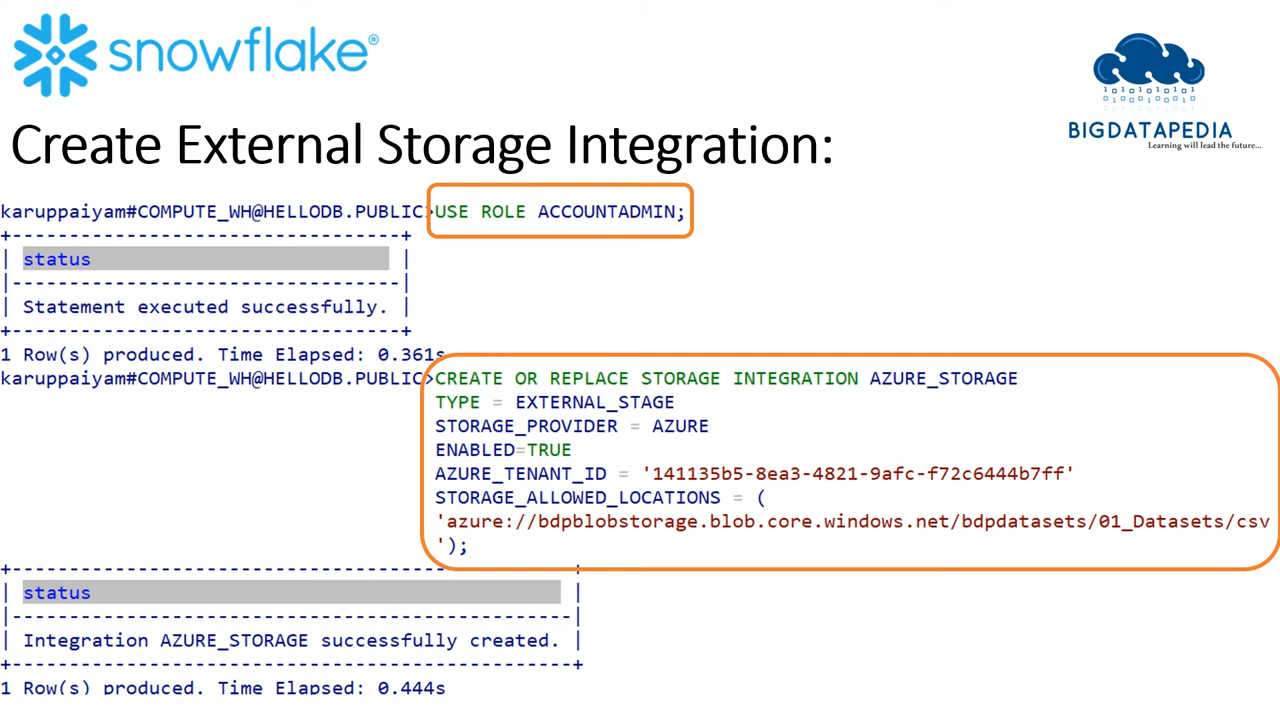 snowflake®
BIGDATAPEDIA
Learning will lead the future...
Create External Storage Integration:
karuppaiyam#COMPUTE_WH@HELLODB.PUBLIC>USE ROLE ACCOUNTADMIN;
+----------------------------------+
| status                           |
|----------------------------------|
| Statement executed successfully. |
+----------------------------------+
1 Row(s) produced. Time Elapsed: 0.361s
karuppaiyam#COMPUTE_WH@HELLODB.PUBLIC>CREATE OR REPLACE STORAGE INTEGRATION AZURE_STORAGE
TYPE = EXTERNAL_STAGE
STORAGE_PROVIDER = AZURE
ENABLED=TRUE
AZURE_TENANT_ID = '141135b5-8ea3-4821-9afc-f72c6444b7ff'
STORAGE_ALLOWED_LOCATIONS = (
'azure://bdpblobstorage.blob.core.windows.net/bdpdatasets/01_Datasets/csv
');
+-------------------------------------------------+
| status                                          |
|-------------------------------------------------|
| Integration AZURE_STORAGE successfully created. |
+-------------------------------------------------+
1 Row(s) produced. Time Elapsed: 0.444s